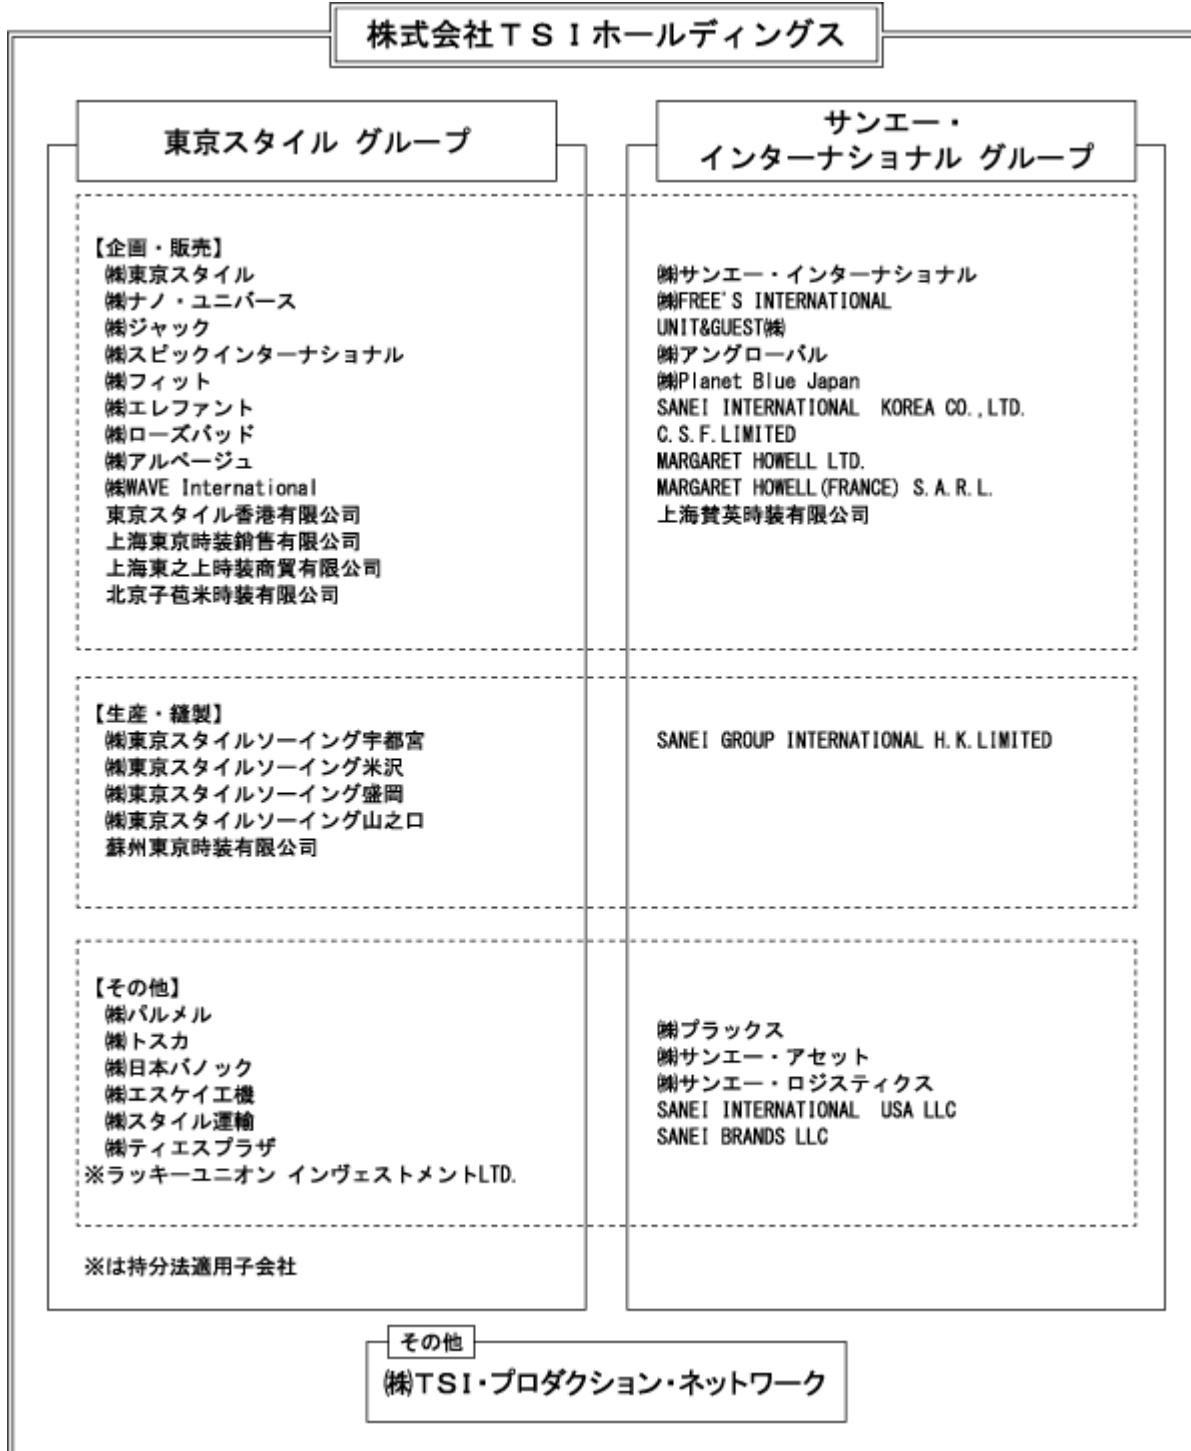 株式会社ＴＳＩホールディングス
東京スタイル グループ
【企画・販売】
㈱東京スタイル
㈱ナノ・ユニバース
㈱ジャック
㈱スピックインターナショナル
㈱フィット
㈱エレファント
㈱ローズバッド
㈱アルページュ
㈱WAVE International
東京スタイル香港有限公司
上海東京時装銷售有限公司
上海東之上時装商貿有限公司
北京子苞米時装有限公司
【生産・縫製】
㈱東京スタイルソーイング宇都宮
㈱東京スタイルソーイング米沢
㈱東京スタイルソーイング盛岡
㈱東京スタイルソーイング山之口
蘇州東京時装有限公司
【その他】
㈱パルメル
㈱トスカ
㈱日本バノック
㈱エスケイ工機
㈱スタイル運輸
㈱ティエスプラザ
※ラッキーユニオン インヴェストメントLTD.
※は持分法適用子会社
サンエー・
インターナショナル グループ
㈱サンエー・インターナショナル
㈱FREE'S INTERNATIONAL
UNIT&GUEST㈱
㈱アングローバル
㈱Planet Blue Japan
SANEI INTERNATIONAL KOREA CO.,LTD.
C.S.F.LIMITED
MARGARET HOWELL LTD.
MARGARET HOWELL(FRANCE) S.A.R.L.
上海賛英時装有限公司
SANEI GROUP INTERNATIONAL H.K.LIMITED
㈱プラックス
㈱サンエー・アセット
㈱サンエー・ロジスティクス
SANEI INTERNATIONAL USA LLC
SANEI BRANDS LLC
その他
㈱TSI・プロダクション・ネットワーク